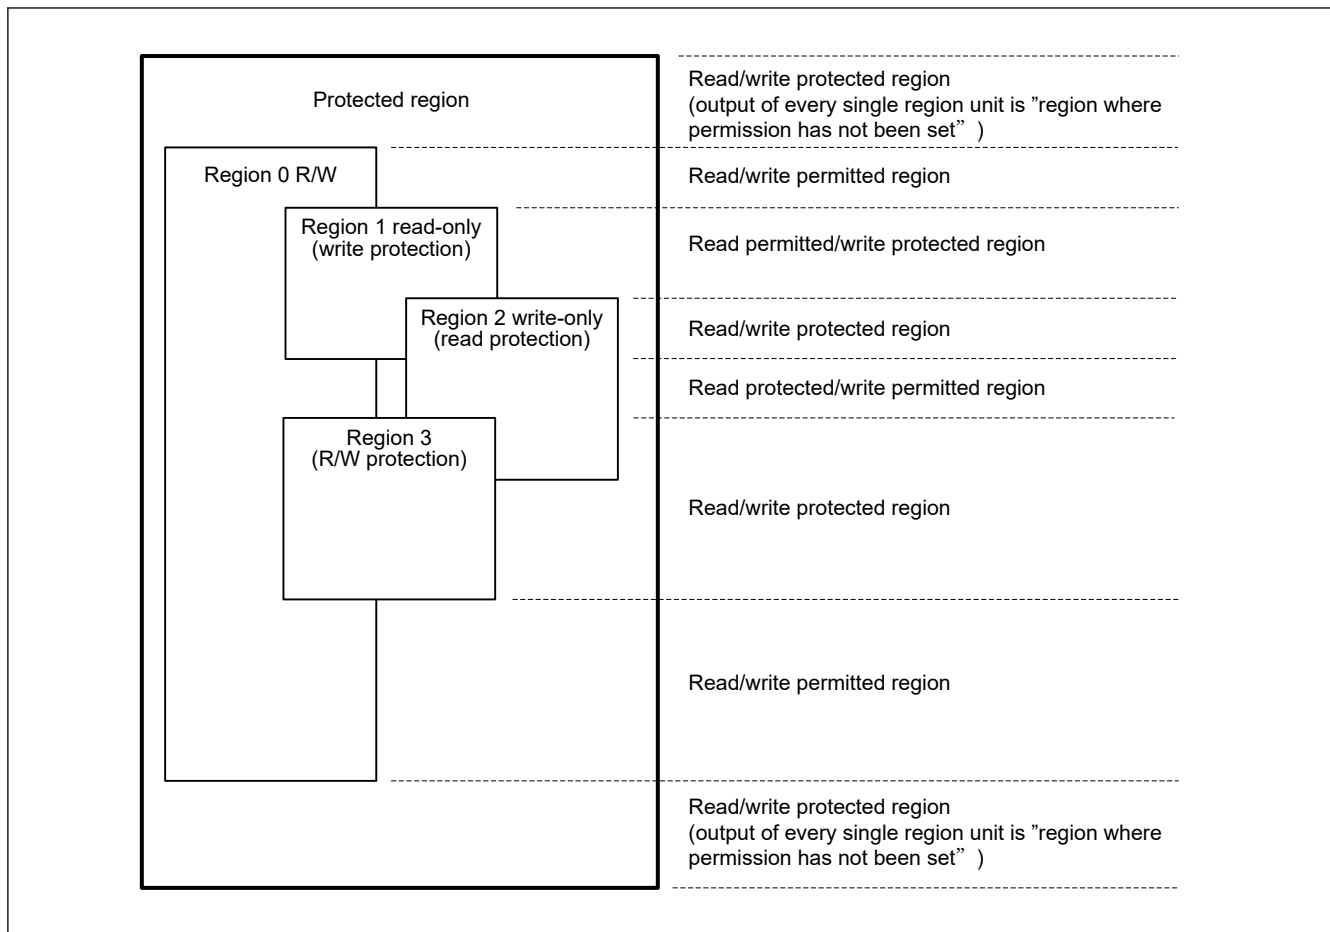 Protected region
Region 0 R/W
Region 1 read-only
(write protection)
Region 2 write-only
(read protection)
Region 3
(R/W protection)
Read/write protected region
(output of every single region unit is ”region where
permission has not been set” )
Read/write permitted region
Read permitted/write protected region
Read/write protected region
Read protected/write permitted region
Read/write protected region
Read/write permitted region
Read/write protected region
(output of every single region unit is ”region where
permission has not been set” )